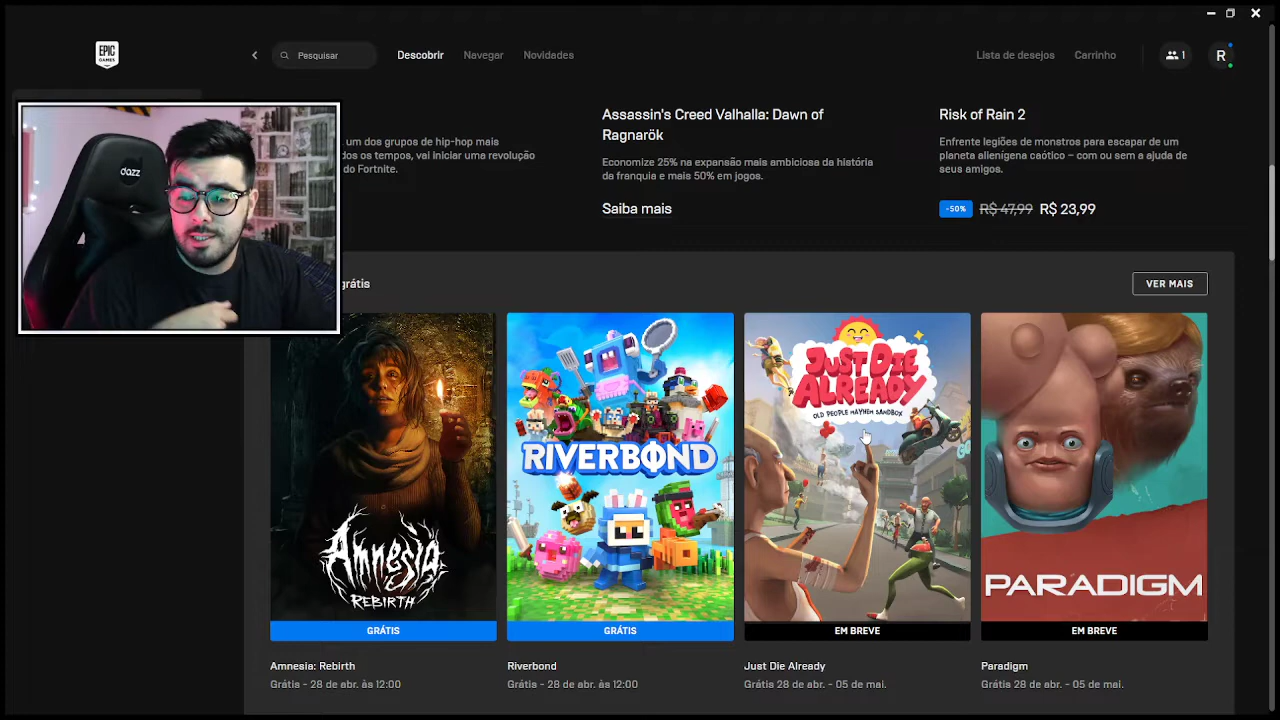 EPIC
GAMES
Pesquisar
Descobrir
Navegar
Novidades
Lista de desejos
Carrinho
1
R
dazz
um dos grupos de hip-hop mais
dos os tempos, vai iniciar uma revolução
do Fortnite.
Assassin's Creed Valhalla: Dawn of
Ragnarök
Economize 25% na expansão mais ambiciosa da história
da franquia e mais 50% em jogos.
Saiba mais
Risk of Rain 2
Enfrente legiões de monstros para escapar de um
planeta alienígena caótico – com ou sem a ajuda de
seus amigos.
-50% R$ 47,99 R$ 23,99
grátis
VER MAIS
Amnesia
REBIRTH
GRÁTIS
Amnesia: Rebirth
Grátis - 28 de abr. às 12:00
RIVERBOND
GRÁTIS
Riverbond
Grátis - 28 de abr. às 12:00
JUST DIE
ALREADY
OLD PEOPLE MAYHEM SANDBOX
EM BREVE
Just Die Already
Grátis 28 de abr. - 05 de mai.
PARADIGM
EM BREVE
Paradigm
Grátis 28 de abr. - 05 de mai.